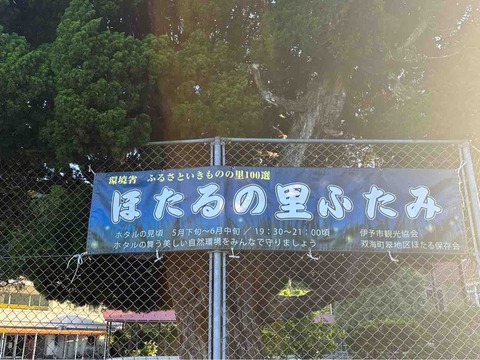 環境省 ふるさといきものの里100選
ほたるの里ふたみ
ホタルの見頃 5月下旬〜6月中旬 / 19:30〜21:00頃
ホタルの舞う美しい自然環境をみんなで守りましょう
伊予市観光協会
双海町翠地区ほたる保存会